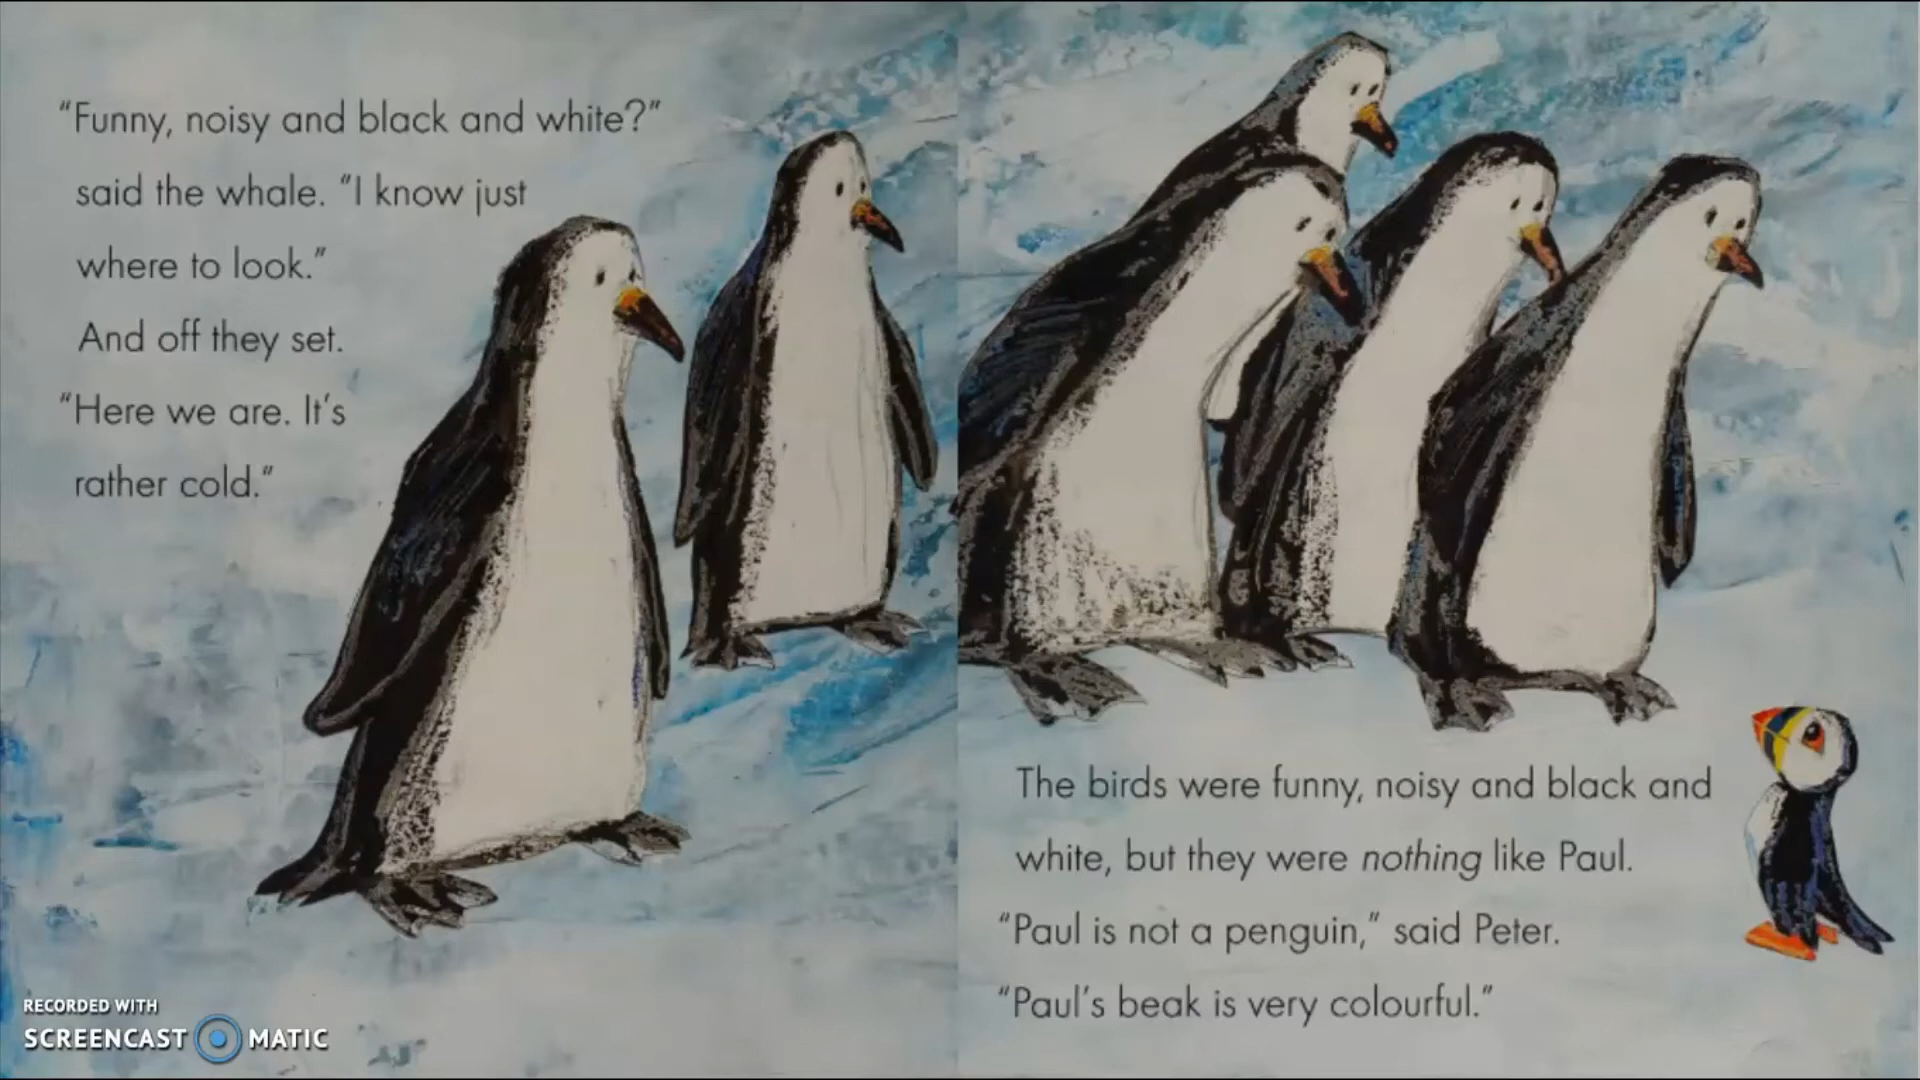 “Funny, noisy and black and white?”
said the whale. “I know just
where to look.”
And off they set.
“Here we are. It’s
rather cold.”
The birds were funny, noisy and black and
white, but they were nothing like Paul.
“Paul is not a penguin,” said Peter.
“Paul’s beak is very colourful.”
RECORDED WITH
SCREENCAST MATIC